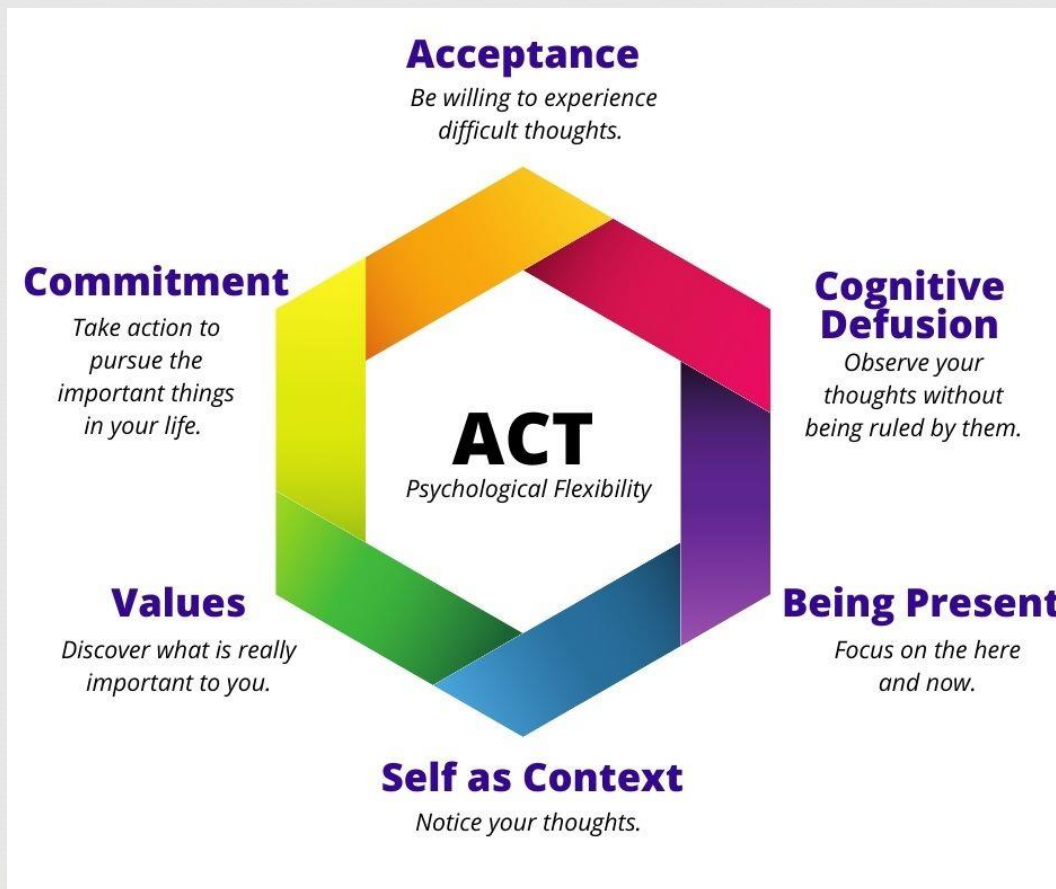 Acceptance
Be willing to experience
difficult thoughts.
Commitment
Take action to
pursue the
important things
in your life.
Cognitive
Defusion
Observe your
thoughts without
being ruled by them.
ACT
Psychological Flexibility
Values
Discover what is really
important to you.
Being Present
Focus on the here
and now.
Self as Context
Notice your thoughts.